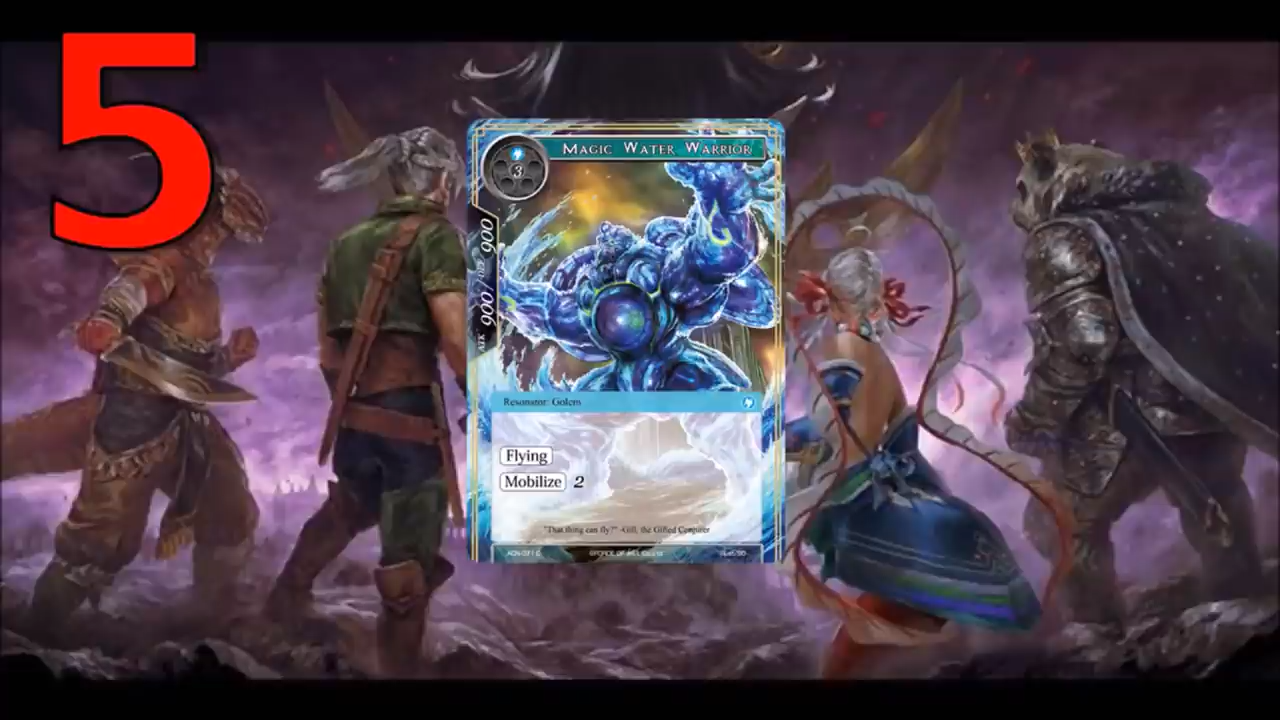 5
MAGIC WATER WARRIOR
3
ATK 900 / DEF 900
Resonator: Golem
Flying
Mobilize 2
"That thing can fly?" -Gill, the Gifted Conjurer